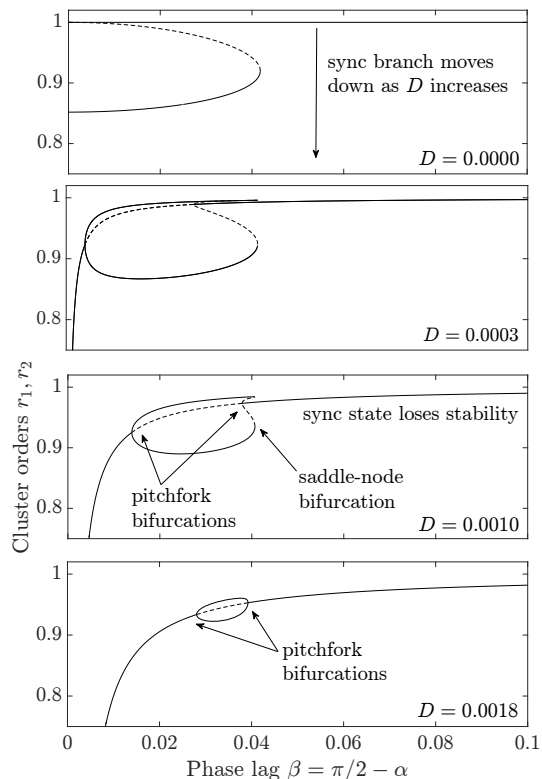 1
0.9
0.8
sync branch moves
down as D increases
D = 0.0000
1
0.9
0.8
D = 0.0003
Cluster orders r₁, r₂
1
0.9
0.8
sync state loses stability
pitchfork
bifurcations
saddle-node
bifurcation
D = 0.0010
1
0.9
0.8
pitchfork
bifurcations
D = 0.0018
0 0.02 0.04 0.06 0.08 0.1
Phase lag β = π/2 − α